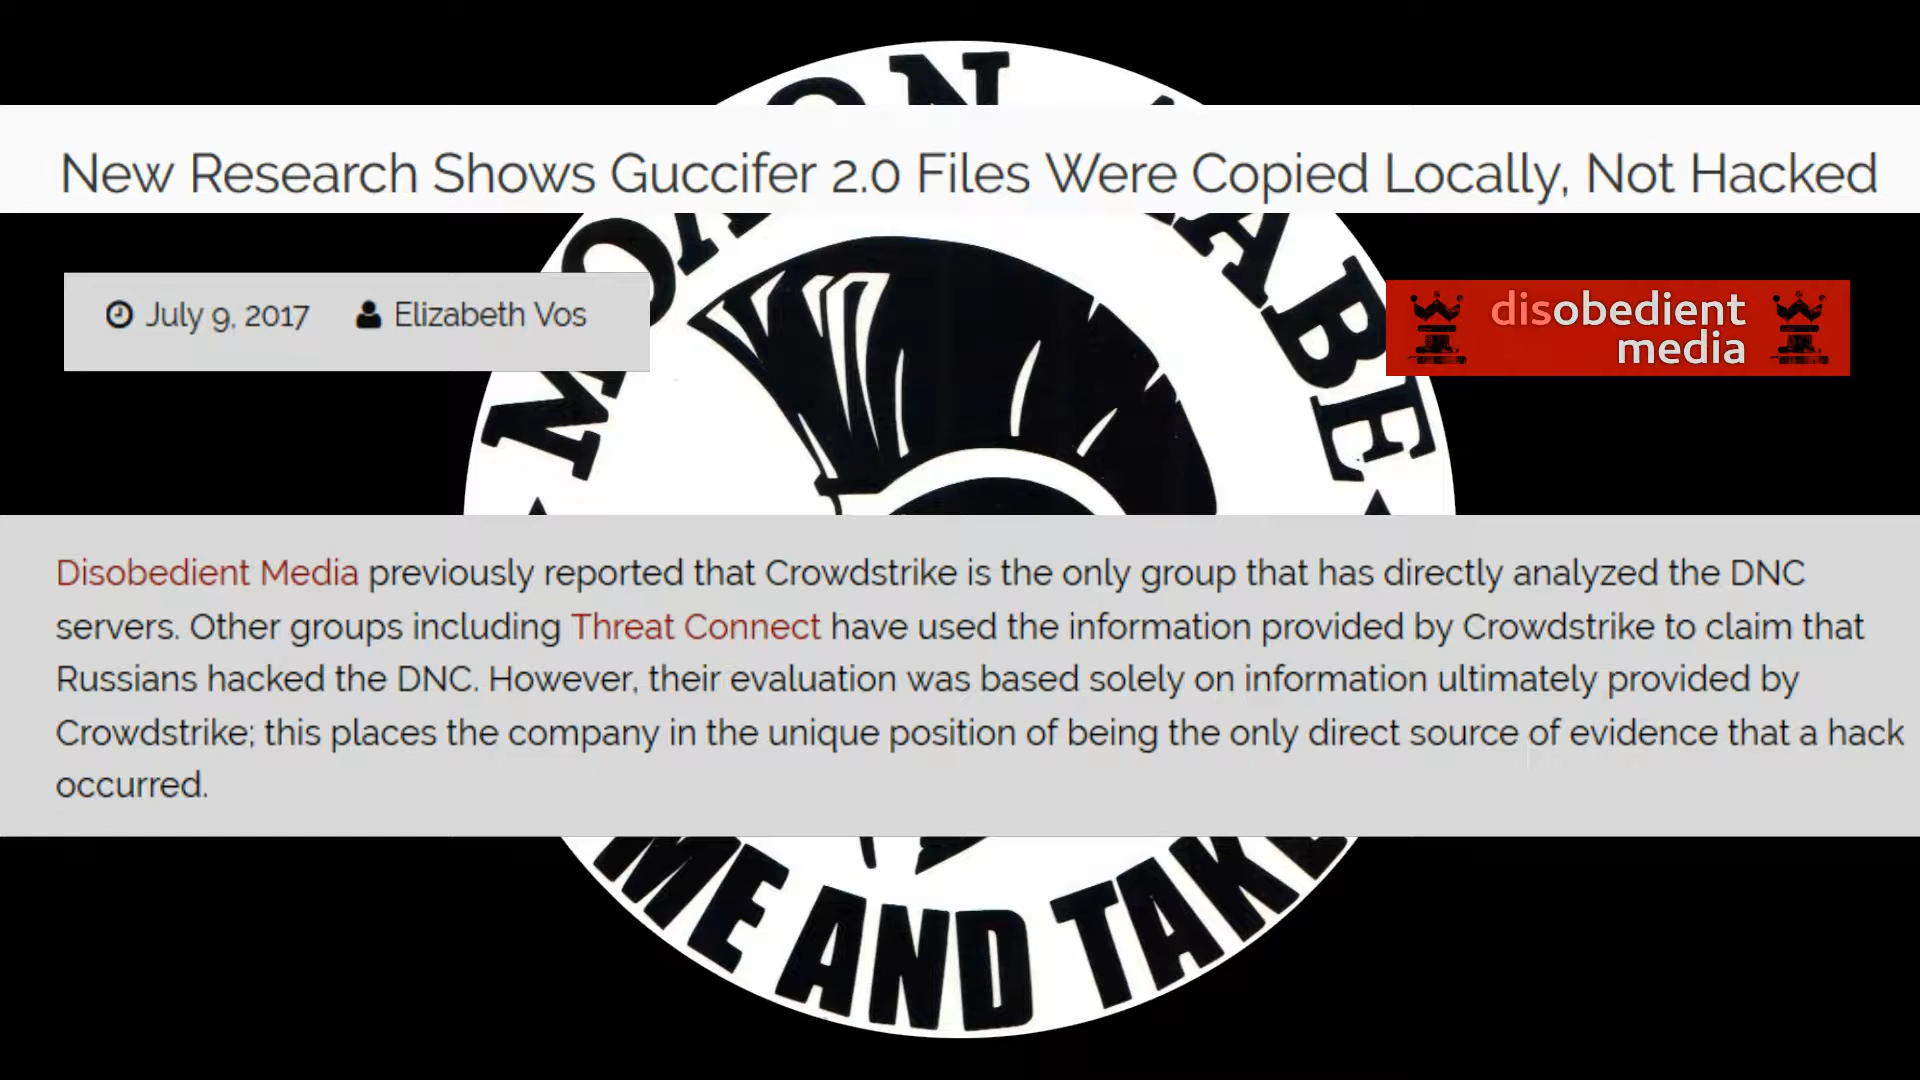 New Research Shows Guccifer 2.0 Files Were Copied Locally, Not Hacked
July 9, 2017 Elizabeth Vos
disobedient
media
Disobedient Media previously reported that Crowdstrike is the only group that has directly analyzed the DNC
servers. Other groups including Threat Connect have used the information provided by Crowdstrike to claim that
Russians hacked the DNC. However, their evaluation was based solely on information ultimately provided by
Crowdstrike; this places the company in the unique position of being the only direct source of evidence that a hack
occurred.
ME AND TAKE